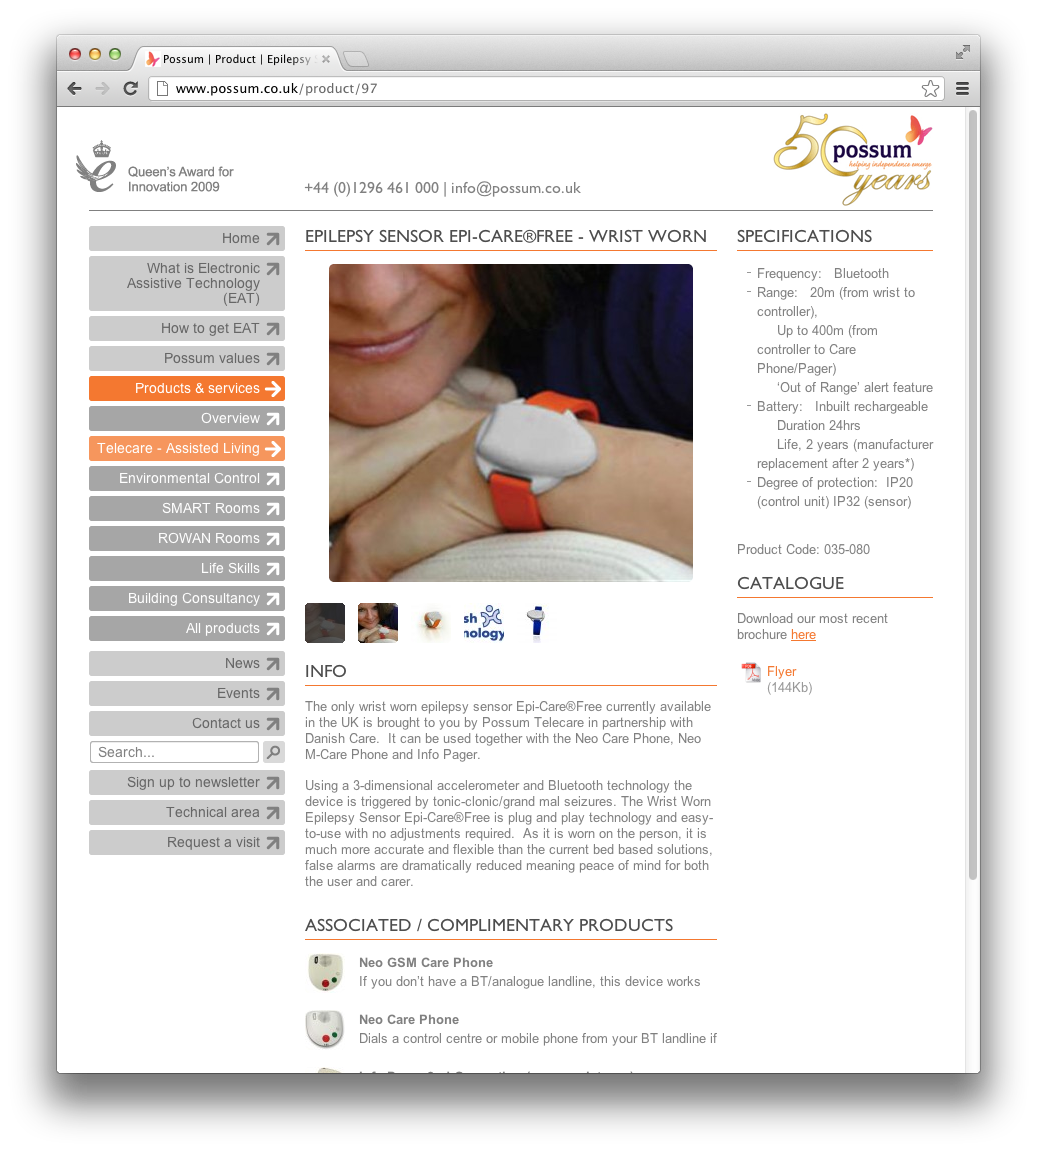 Possum | Product | Epilepsy
www.possum.co.uk/product/97
Queen's Award for
Innovation 2009
+44 (0)1296 461 000 | info@possum.co.uk
50
possum
helping independence emerge
years
Home
What is Electronic
Assistive Technology
(EAT)
How to get EAT
Possum values
Products & services
Overview
Telecare - Assisted Living
Environmental Control
SMART Rooms
ROWAN Rooms
Life Skills
Building Consultancy
All products
News
Events
Contact us
Search...
Sign up to newsletter
Technical area
Request a visit
EPILEPSY SENSOR EPI-CARE®FREE - WRIST WORN
sh
nology
INFO
The only wrist worn epilepsy sensor Epi-Care®Free currently available
in the UK is brought to you by Possum Telecare in partnership with
Danish Care.  It can be used together with the Neo Care Phone, Neo
M-Care Phone and Info Pager.
Using a 3-dimensional accelerometer and Bluetooth technology the
device is triggered by tonic-clonic/grand mal seizures. The Wrist Worn
Epilepsy Sensor Epi-Care®Free is plug and play technology and easy-
to-use with no adjustments required.  As it is worn on the person, it is
much more accurate and flexible than the current bed based solutions,
false alarms are dramatically reduced meaning peace of mind for both
the user and carer.
ASSOCIATED / COMPLIMENTARY PRODUCTS
Neo GSM Care Phone
If you don't have a BT/analogue landline, this device works
Neo Care Phone
Dials a control centre or mobile phone from your BT landline if
SPECIFICATIONS
- Frequency:   Bluetooth
- Range:   20m (from wrist to
controller),
Up to 400m (from
controller to Care
Phone/Pager)
‘Out of Range’ alert feature
- Battery:   Inbuilt rechargeable
Duration 24hrs
Life, 2 years (manufacturer
replacement after 2 years*)
- Degree of protection:  IP20
(control unit) IP32 (sensor)
Product Code: 035-080
CATALOGUE
Download our most recent
brochure here
Flyer
(144Kb)